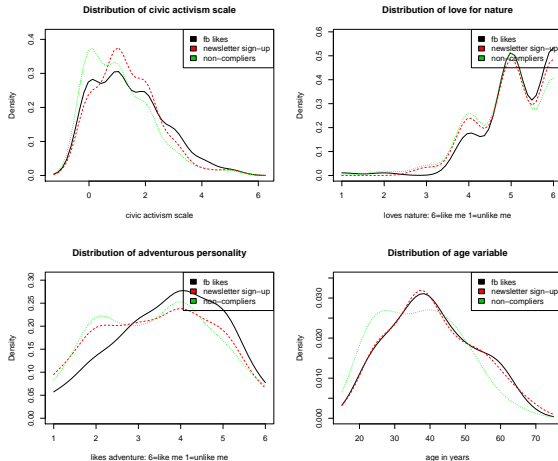 Distribution of civic activism scale
fb likes
newsletter sign-up
non-compliers
Density
0.0 0.1 0.2 0.3 0.4
0 2 4 6
civic activism scale
Distribution of love for nature
fb likes
newsletter sign-up
non-compliers
Density
0.0 0.1 0.2 0.3 0.4 0.5 0.6
1 2 3 4 5 6
loves nature: 6=like me 1=unlike me
Distribution of adventurous personality
fb likes
newsletter sign-up
non-compliers
Density
0.00 0.05 0.10 0.15 0.20 0.25 0.30
1 2 3 4 5 6
likes adventure: 6=like me 1=unlike me
Distribution of age variable
fb likes
newsletter sign-up
non-compliers
Density
0.000 0.010 0.020 0.030
20 30 40 50 60 70
age in years